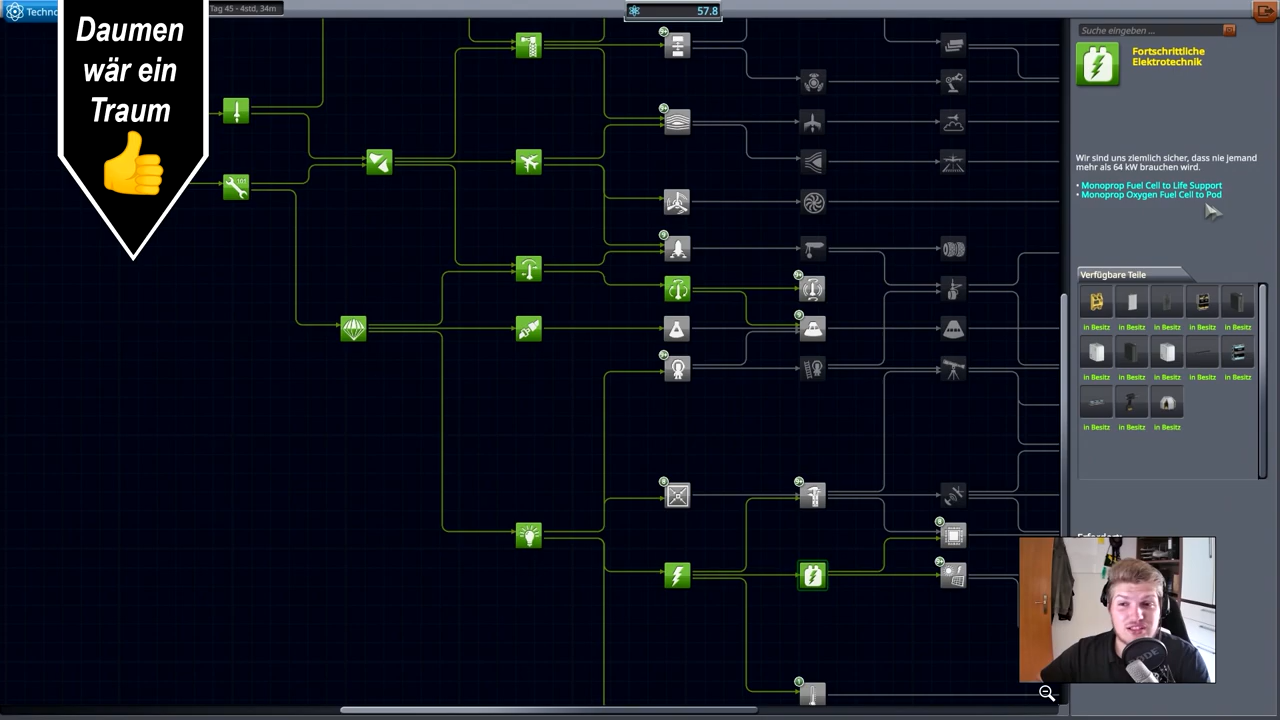 Techno
Tag 45 - 4std, 34m
57.8
Daumen
wär ein
Traum
Suche eingeben ...
Fortschrittliche
Elektrotechnik
Wir sind uns ziemlich sicher, dass nie jemand
mehr als 64 kW brauchen wird.
• Monoprop Fuel Cell to Life Support
• Monoprop Oxygen Fuel Cell to Pod
Verfügbare Teile
in Besitz in Besitz in Besitz in Besitz in Besitz
in Besitz in Besitz in Besitz in Besitz in Besitz
in Besitz in Besitz in Besitz
101